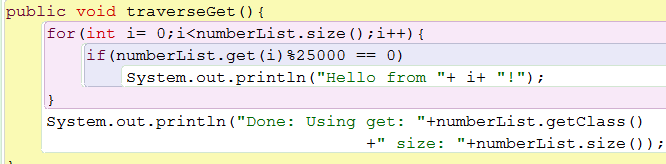 public void traverseGet(){
for(int i= 0;i<numberList.size();i++){
if(numberList.get(i)%25000 == 0)
System.out.println("Hello from "+ i+ "!");
}
System.out.println("Done: Using get: "+numberList.getClass()
+" size: "+numberList.size());
}